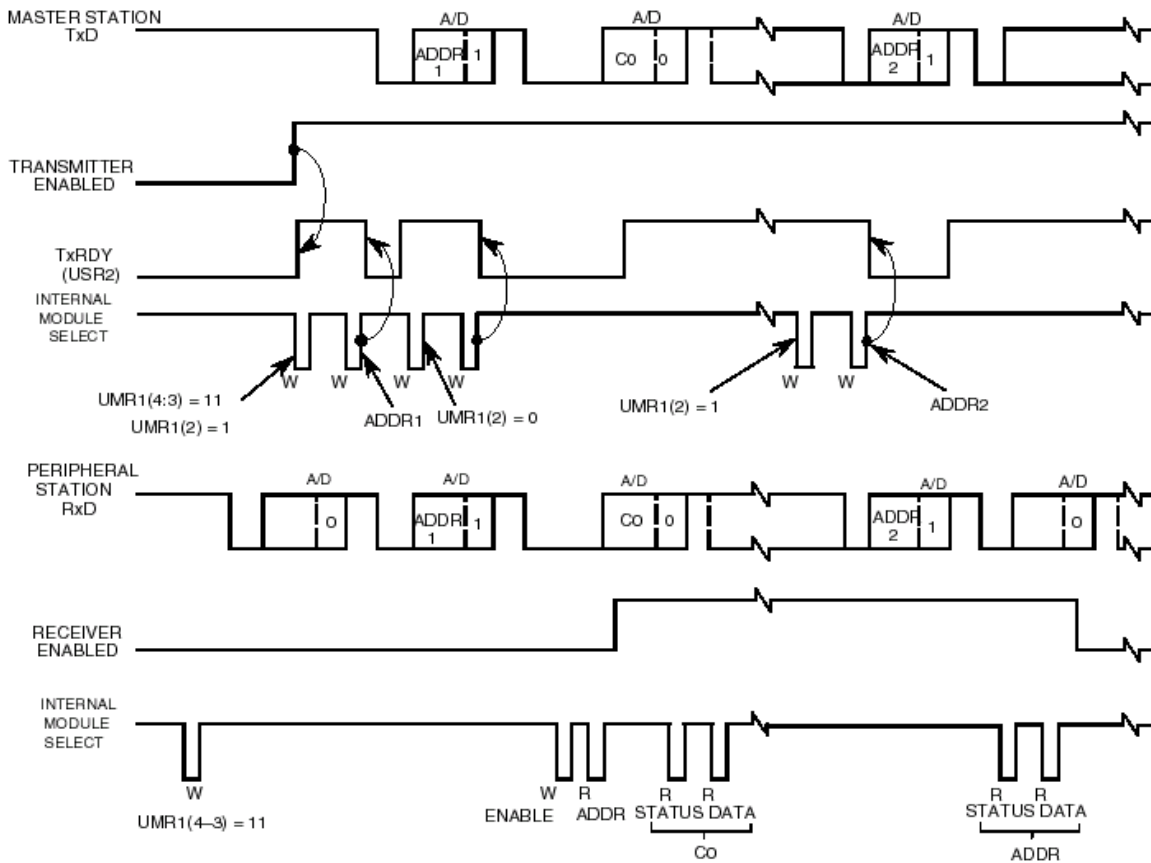 MASTER STATION
TxD
A/D
A/D
A/D
ADDR
1
1
C0
0
ADDR
2
1
TRANSMITTER
ENABLED
TxRDY
(USR2)
INTERNAL
MODULE
SELECT
W
W
W
W
W
W
UMR1(4:3) = 11
UMR1(2) = 1
ADDR1
UMR1(2) = 0
UMR1(2) = 1
ADDR2
PERIPHERAL
STATION
RxD
A/D
A/D
A/D
A/D
A/D
0
ADDR
1
1
C0
0
ADDR
2
1
0
RECEIVER
ENABLED
INTERNAL
MODULE
SELECT
W
W
R
R
R
R
R
UMR1(4–3) = 11
ENABLE
ADDR
STATUS DATA
STATUS DATA
C0
ADDR